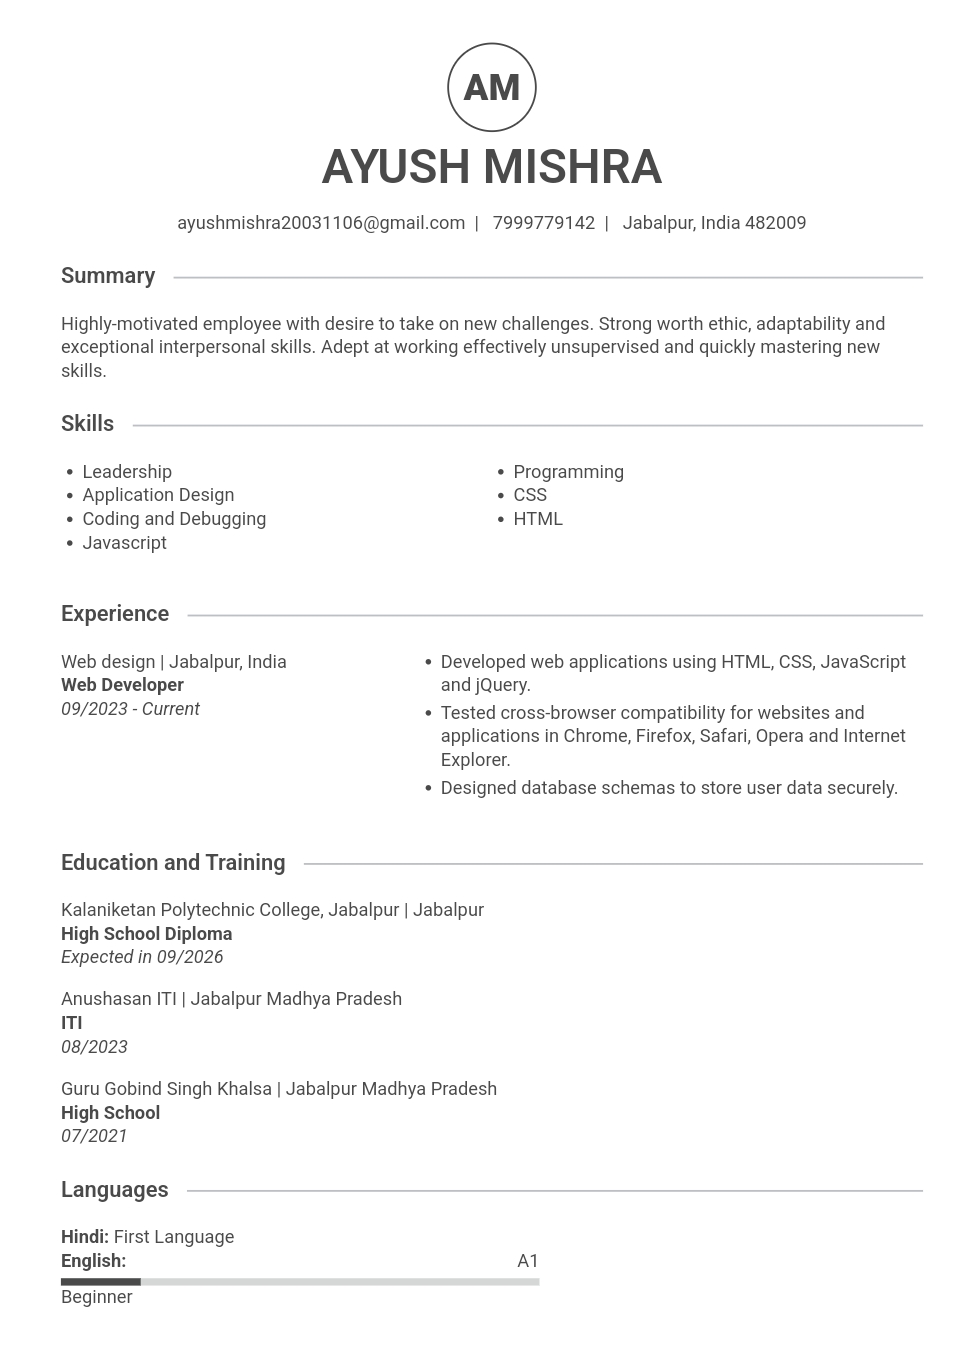 AM
AYUSH MISHRA
ayushmishra20031106@gmail.com | 7999779142 | Jabalpur, India 482009
Summary
Highly-motivated employee with desire to take on new challenges. Strong worth ethic, adaptability and
exceptional interpersonal skills. Adept at working effectively unsupervised and quickly mastering new
skills.
Skills
• Leadership
• Application Design
• Coding and Debugging
• Javascript
• Programming
• CSS
• HTML
Experience
Web design | Jabalpur, India
Web Developer
09/2023 - Current
• Developed web applications using HTML, CSS, JavaScript
and jQuery.
• Tested cross-browser compatibility for websites and
applications in Chrome, Firefox, Safari, Opera and Internet
Explorer.
• Designed database schemas to store user data securely.
Education and Training
Kalaniketan Polytechnic College, Jabalpur | Jabalpur
High School Diploma
Expected in 09/2026
Anushasan ITI | Jabalpur Madhya Pradesh
ITI
08/2023
Guru Gobind Singh Khalsa | Jabalpur Madhya Pradesh
High School
07/2021
Languages
Hindi: First Language
English: A1
Beginner